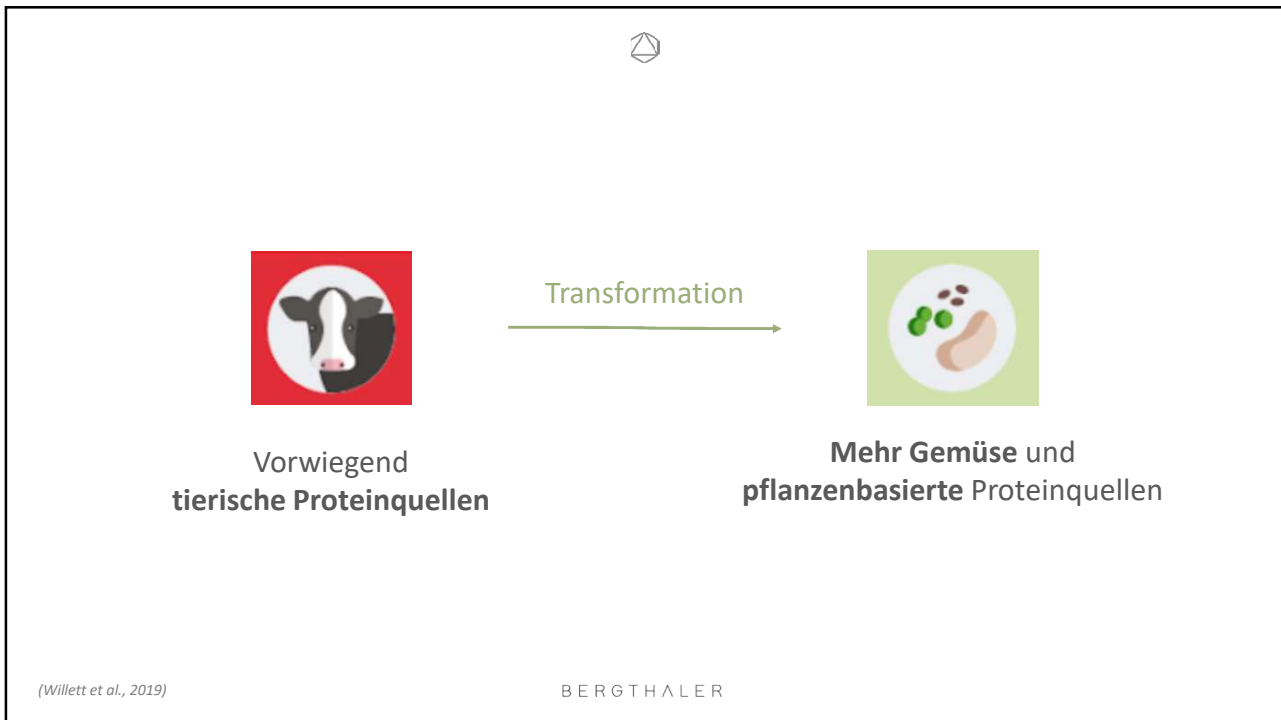 Transformation
Vorwiegend
tierische Proteinquellen
Mehr Gemüse und
pflanzenbasierte Proteinquellen
(Willett et al., 2019)
BERGTHALER